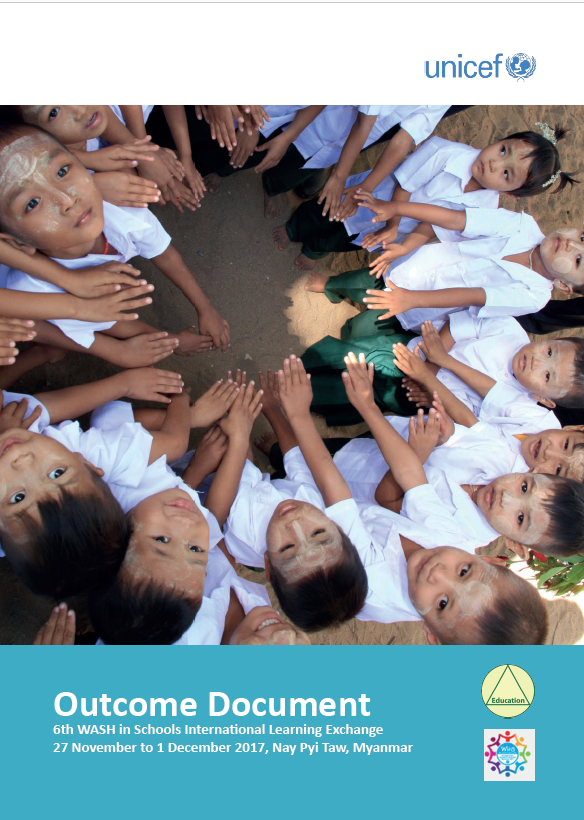 unicef
Outcome Document
6th WASH in Schools International Learning Exchange
27 November to 1 December 2017, Nay Pyi Taw, Myanmar
Education